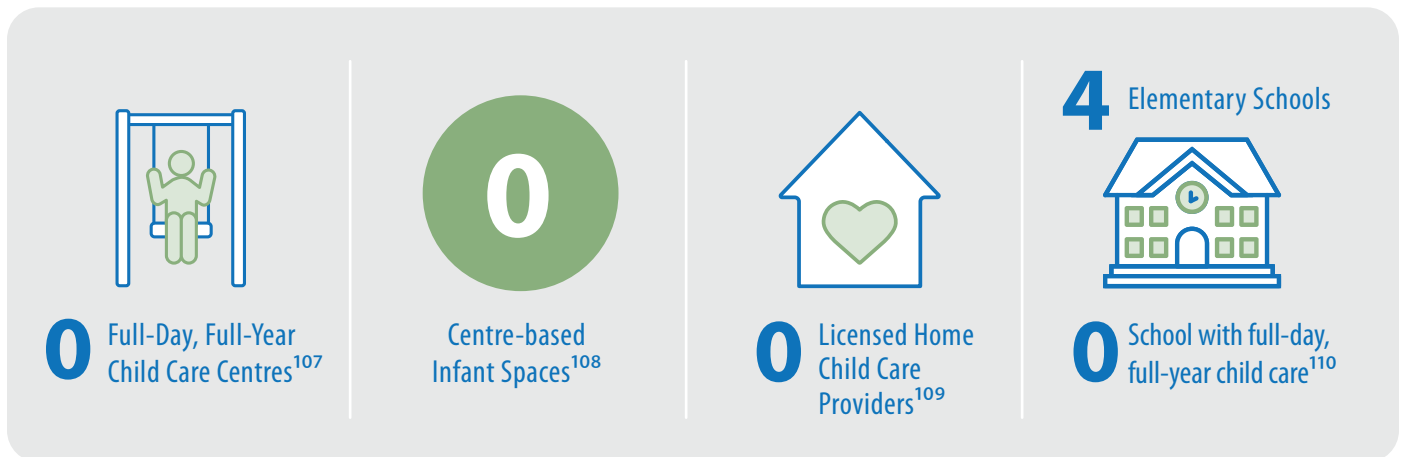 0 Full-Day, Full-Year
Child Care Centres107
0
Centre-based
Infant Spaces108
0 Licensed Home
Child Care
Providers109
4 Elementary Schools
0 School with full-day,
full-year child care110